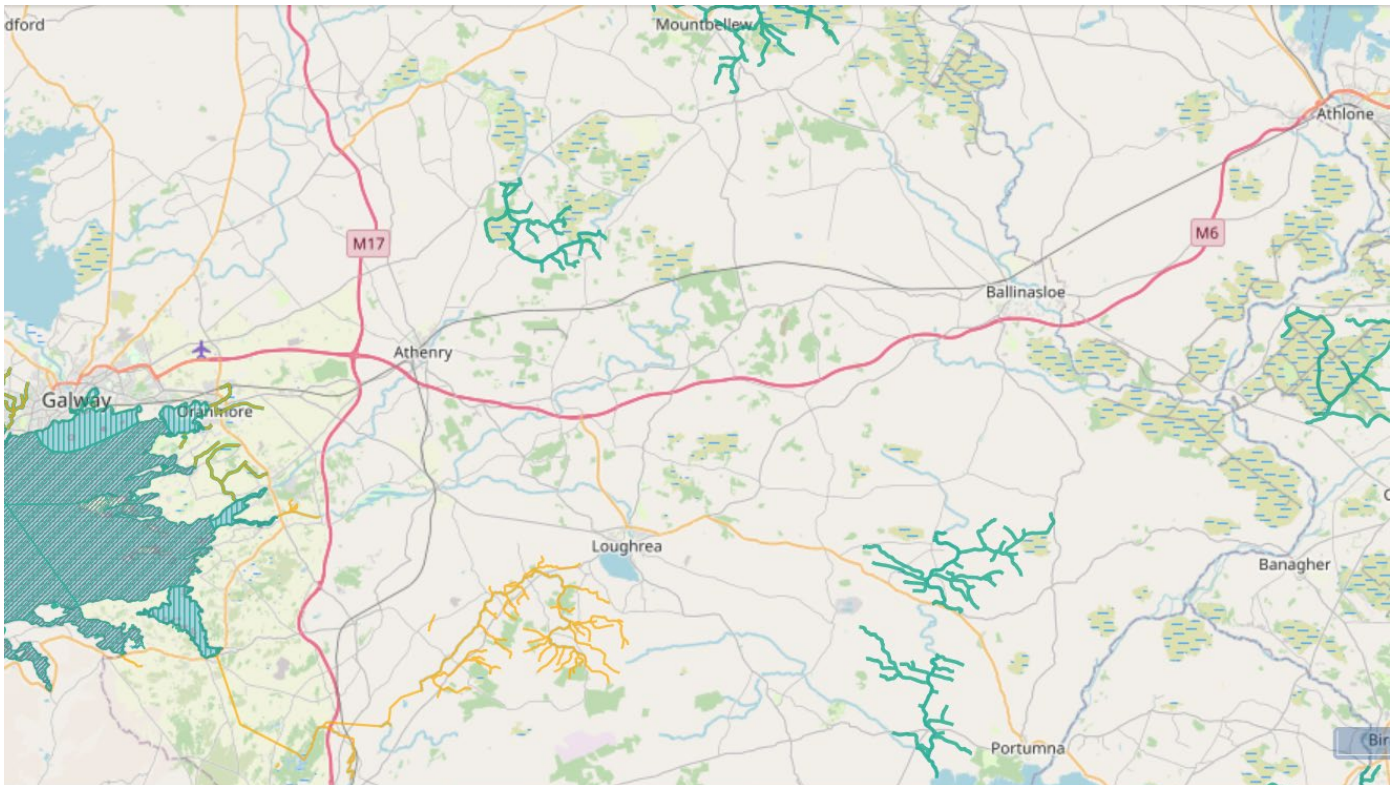 dford
Mountbellew
Athlone
M17
M6
Ballinasloe
Athenry
Galway
Oranmore
Loughrea
Banagher
Portumna
Bir